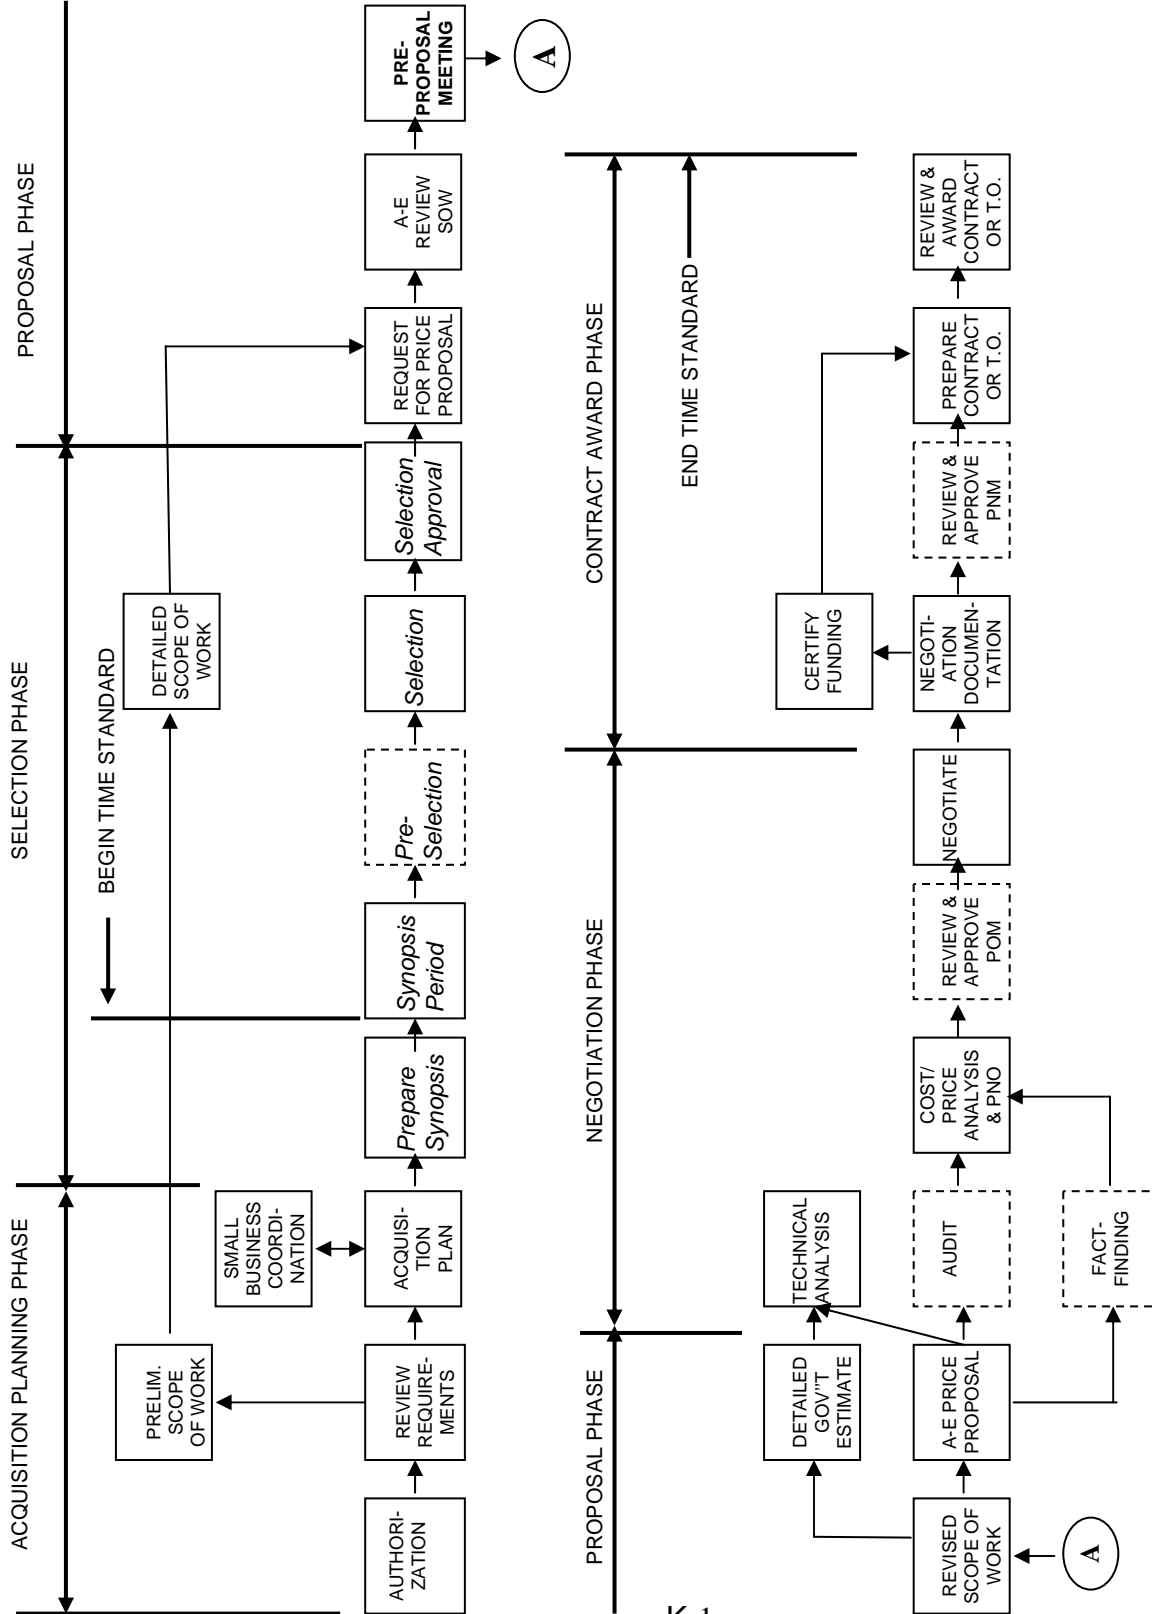 ACQUISITION PLANNING PHASE
SELECTION PHASE
PROPOSAL PHASE
BEGIN TIME STANDARD
PRELIM.
SCOPE
OF WORK
DETAILED
SCOPE OF
WORK
SMALL
BUSINESS
COORDI-
NATION
AUTHORI-
ZATION
REVIEW
REQUIRE-
MENTS
ACQUISI-
TION
PLAN
Prepare
Synopsis
Synopsis
Period
Pre-
Selection
Selection
Selection
Approval
REQUEST
FOR PRICE
PROPOSAL
A-E
REVIEW
SOW
PRE-
PROPOSAL
MEETING
A
PROPOSAL PHASE
NEGOTIATION PHASE
CONTRACT AWARD PHASE
END TIME STANDARD
DETAILED
GOV"T
ESTIMATE
TECHNICAL
ANALYSIS
CERTIFY
FUNDING
REVISED
SCOPE OF
WORK
A-E PRICE
PROPOSAL
AUDIT
COST/
PRICE
ANALYSIS
& PNO
REVIEW &
APPROVE
POM
NEGOTIATE
NEGOTI-
ATION
DOCUMEN-
TATION
REVIEW &
APPROVE
PNM
PREPARE
CONTRACT
OR T.O.
REVIEW &
AWARD
CONTRACT
OR T.O.
A
FACT-
FINDING